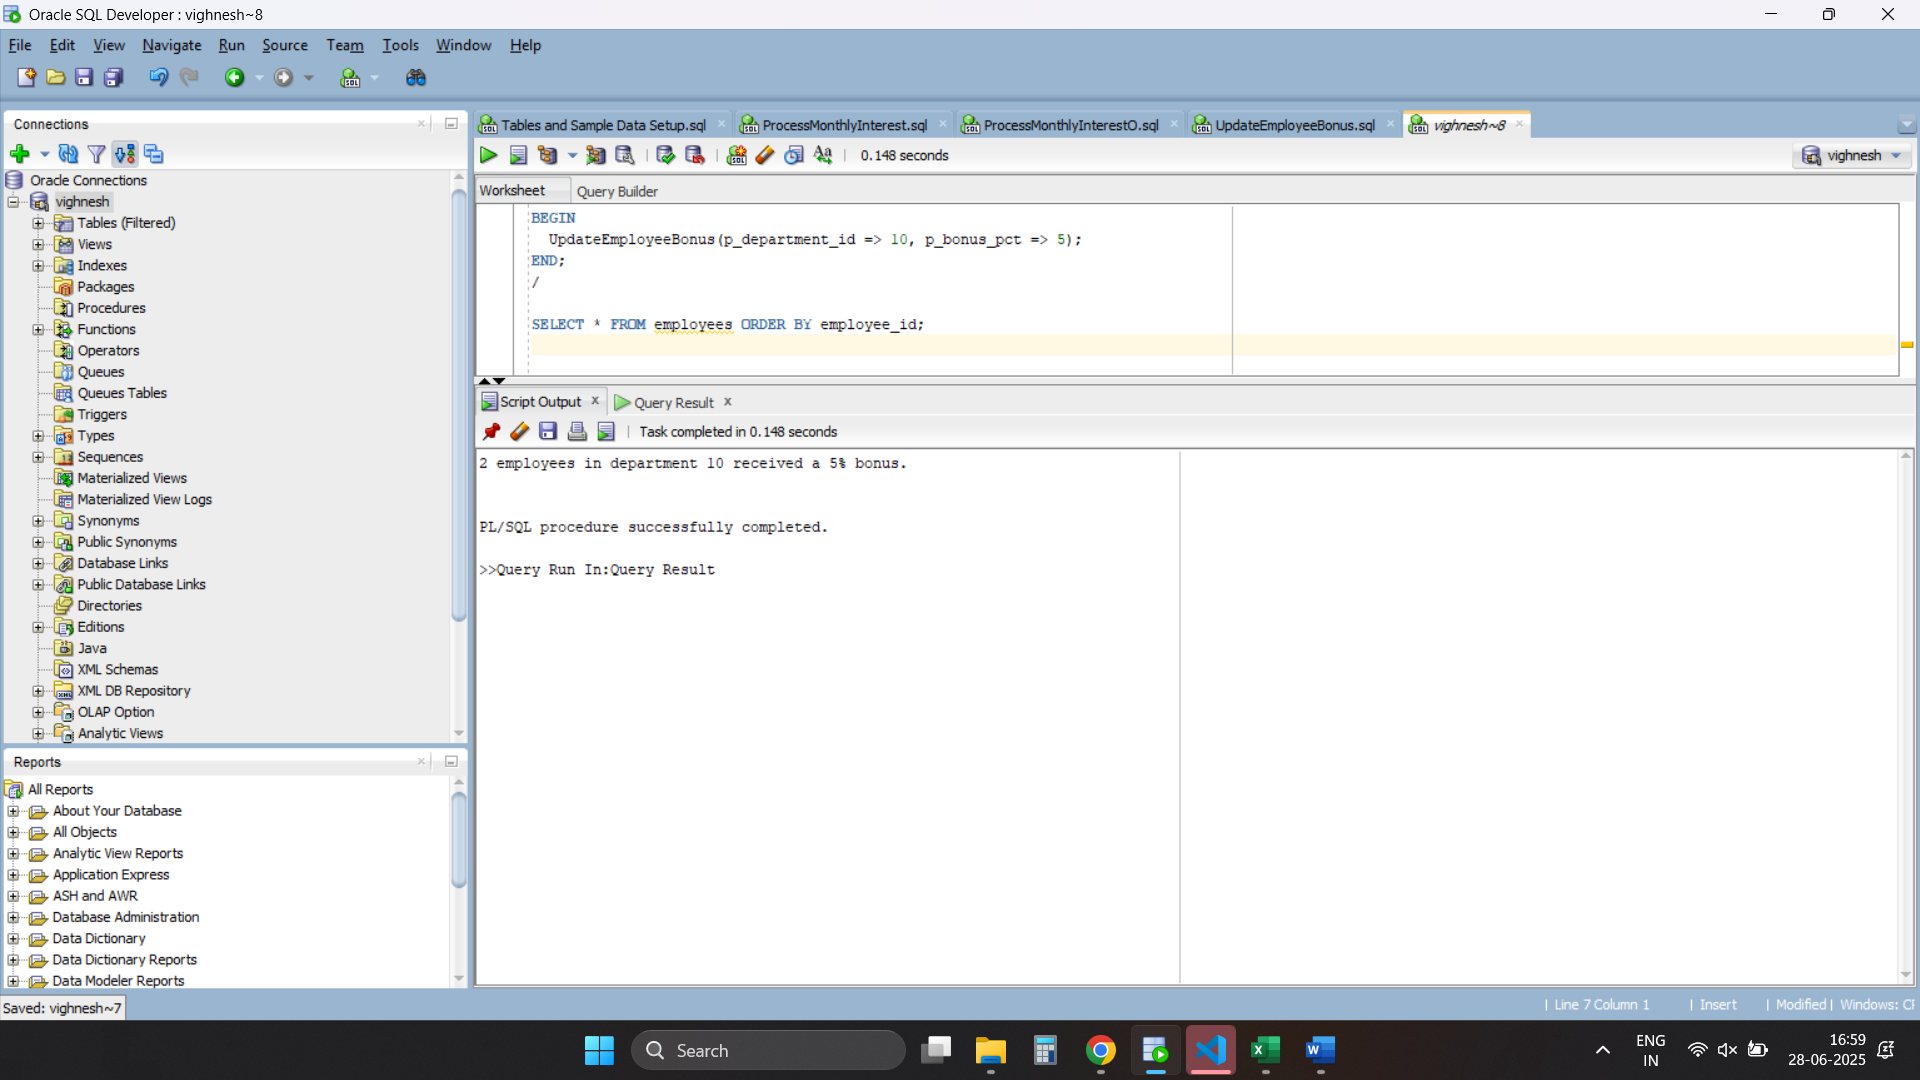 Oracle SQL Developer : vighnesh~8
File Edit View Navigate Run Source Team Tools Window Help
Connections
Oracle Connections
vighnesh
Tables (Filtered)
Views
Indexes
Packages
Procedures
Functions
Operators
Queues
Queues Tables
Triggers
Types
Sequences
Materialized Views
Materialized View Logs
Synonyms
Public Synonyms
Database Links
Public Database Links
Directories
Editions
Java
XML Schemas
XML DB Repository
OLAP Option
Analytic Views
Reports
All Reports
About Your Database
All Objects
Analytic View Reports
Application Express
ASH and AWR
Database Administration
Data Dictionary
Data Dictionary Reports
Data Modeler Reports
Tables and Sample Data Setup.sql ProcessMonthlyInterest.sql ProcessMonthlyInterestO.sql UpdateEmployeeBonus.sql vighnesh~8
0.148 seconds
vighnesh
Worksheet Query Builder
BEGIN
UpdateEmployeeBonus(p_department_id => 10, p_bonus_pct => 5);
END;
/
SELECT * FROM employees ORDER BY employee_id;
Script Output Query Result
Task completed in 0.148 seconds
2 employees in department 10 received a 5% bonus.
PL/SQL procedure successfully completed.
>>Query Run In:Query Result
Saved: vighnesh~7
Line 7 Column 1 | Insert | Modified | Windows: CF
Search
ENG
IN
16:59
28-06-2025